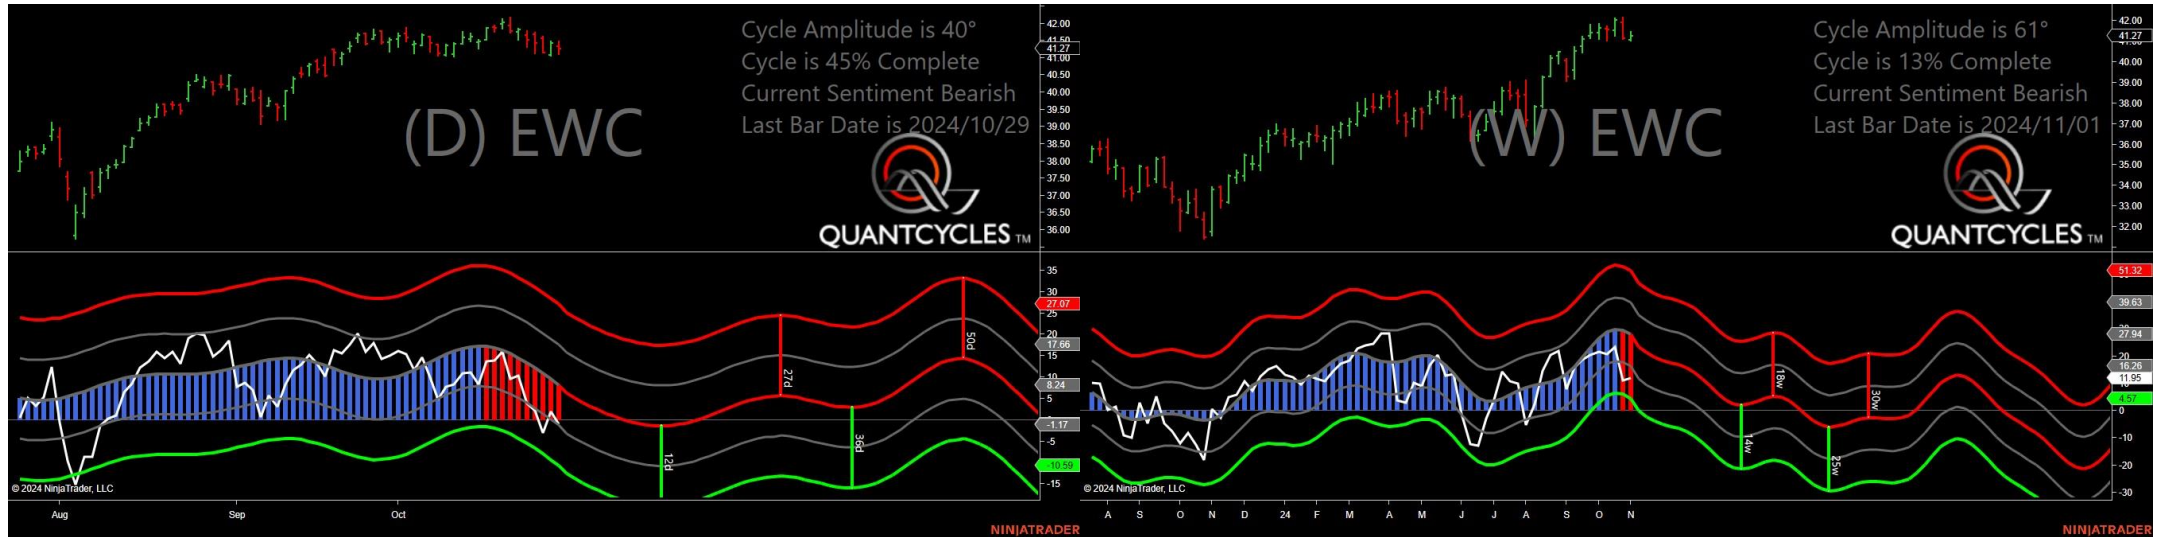 Cycle Amplitude is 40°
Cycle is 45% Complete
Current Sentiment Bearish
Last Bar Date is 2024/10/29
(D) EWC
QUANTCYCLES TM
42.00
41.50
41.27
41.00
40.50
40.00
39.50
39.00
38.50
38.00
37.50
37.00
36.50
36.00
35
30
27.07
25
20
17.66
15
10
8.24
5
-1.17
-5
-10.59
-15
12d
27d
36d
50d
© 2024 NinjaTrader, LLC
Aug Sep Oct
NINJATRADER
Cycle Amplitude is 61°
Cycle is 13% Complete
Current Sentiment Bearish
Last Bar Date is 2024/11/01
(W) EWC
QUANTCYCLES TM
42.00
41.27
41.00
40.00
39.00
38.00
37.00
36.00
35.00
34.00
33.00
32.00
51.32
39.63
27.94
20
16.26
11.95
4.57
0
-10
-20
-30
14w
18w
25w
30w
© 2024 NinjaTrader, LLC
A S O N D 24 F M A M J J A S O N
NINJATRADER